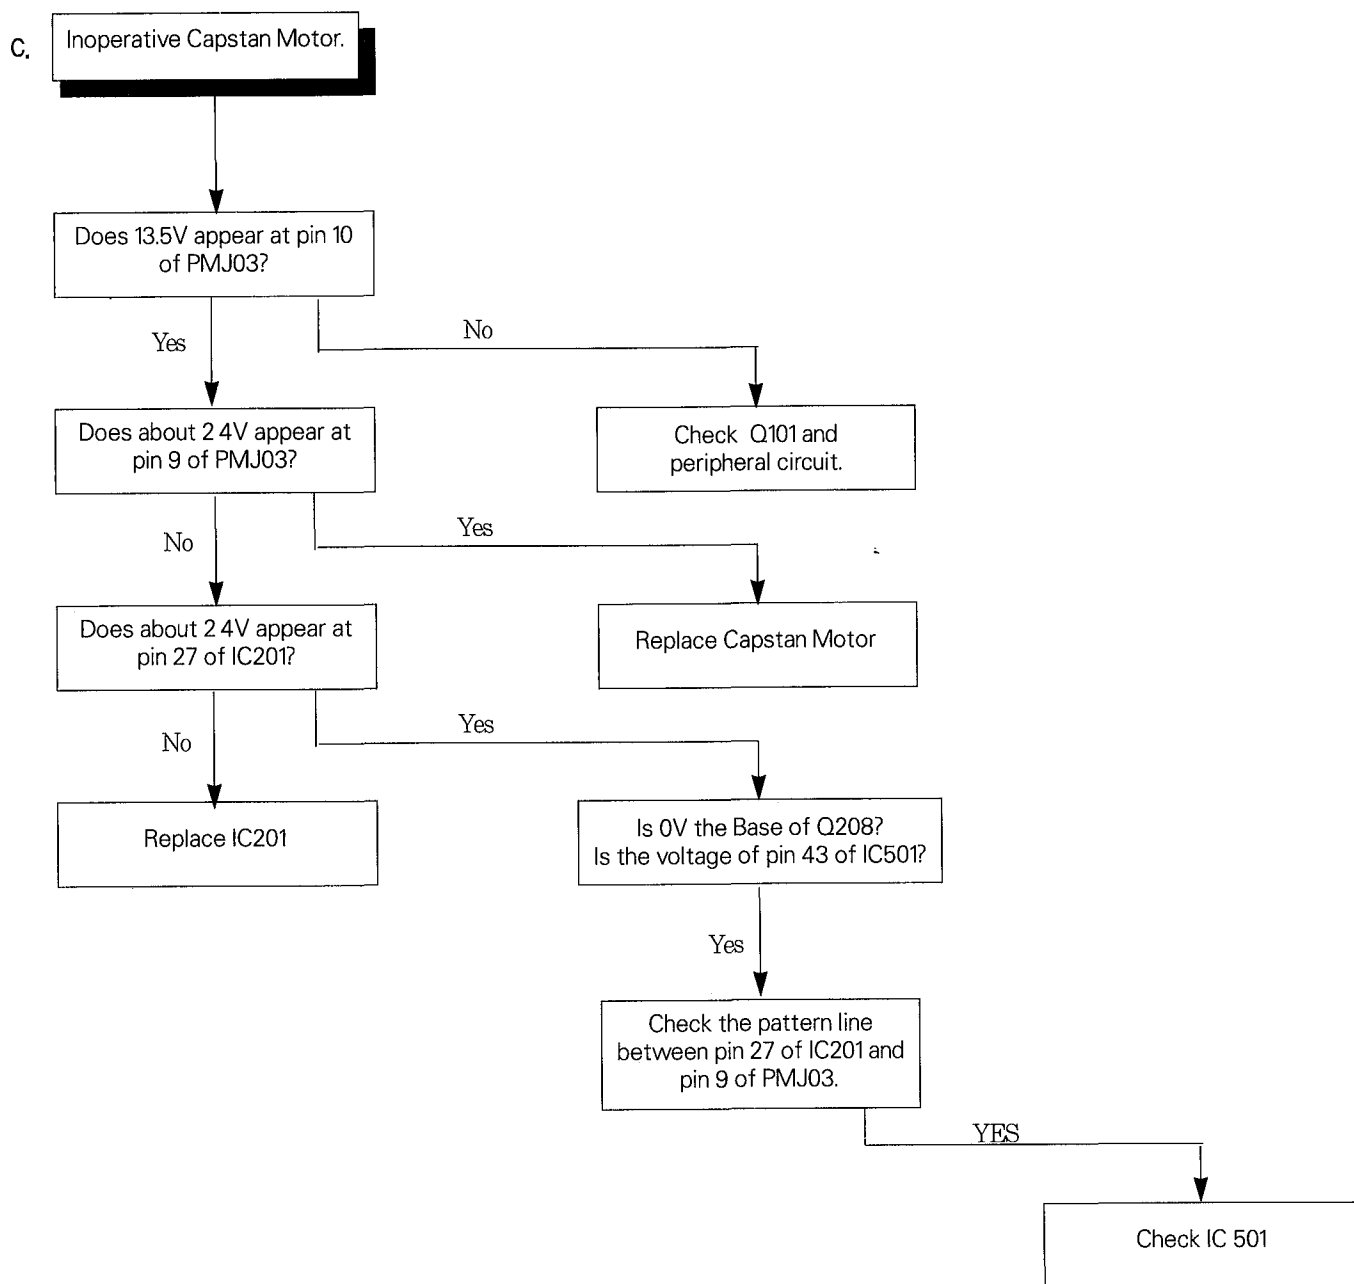 C.
Inoperative Capstan Motor.
Does 13.5V appear at pin 10
of PMJ03?
Yes
No
Does about 2 4V appear at
pin 9 of PMJ03?
Check Q101 and
peripheral circuit.
No
Yes
Does about 2 4V appear at
pin 27 of IC201?
Replace Capstan Motor
No
Yes
Replace IC201
Is 0V the Base of Q208?
Is the voltage of pin 43 of IC501?
Yes
Check the pattern line
between pin 27 of IC201 and
pin 9 of PMJ03.
YES
Check IC 501